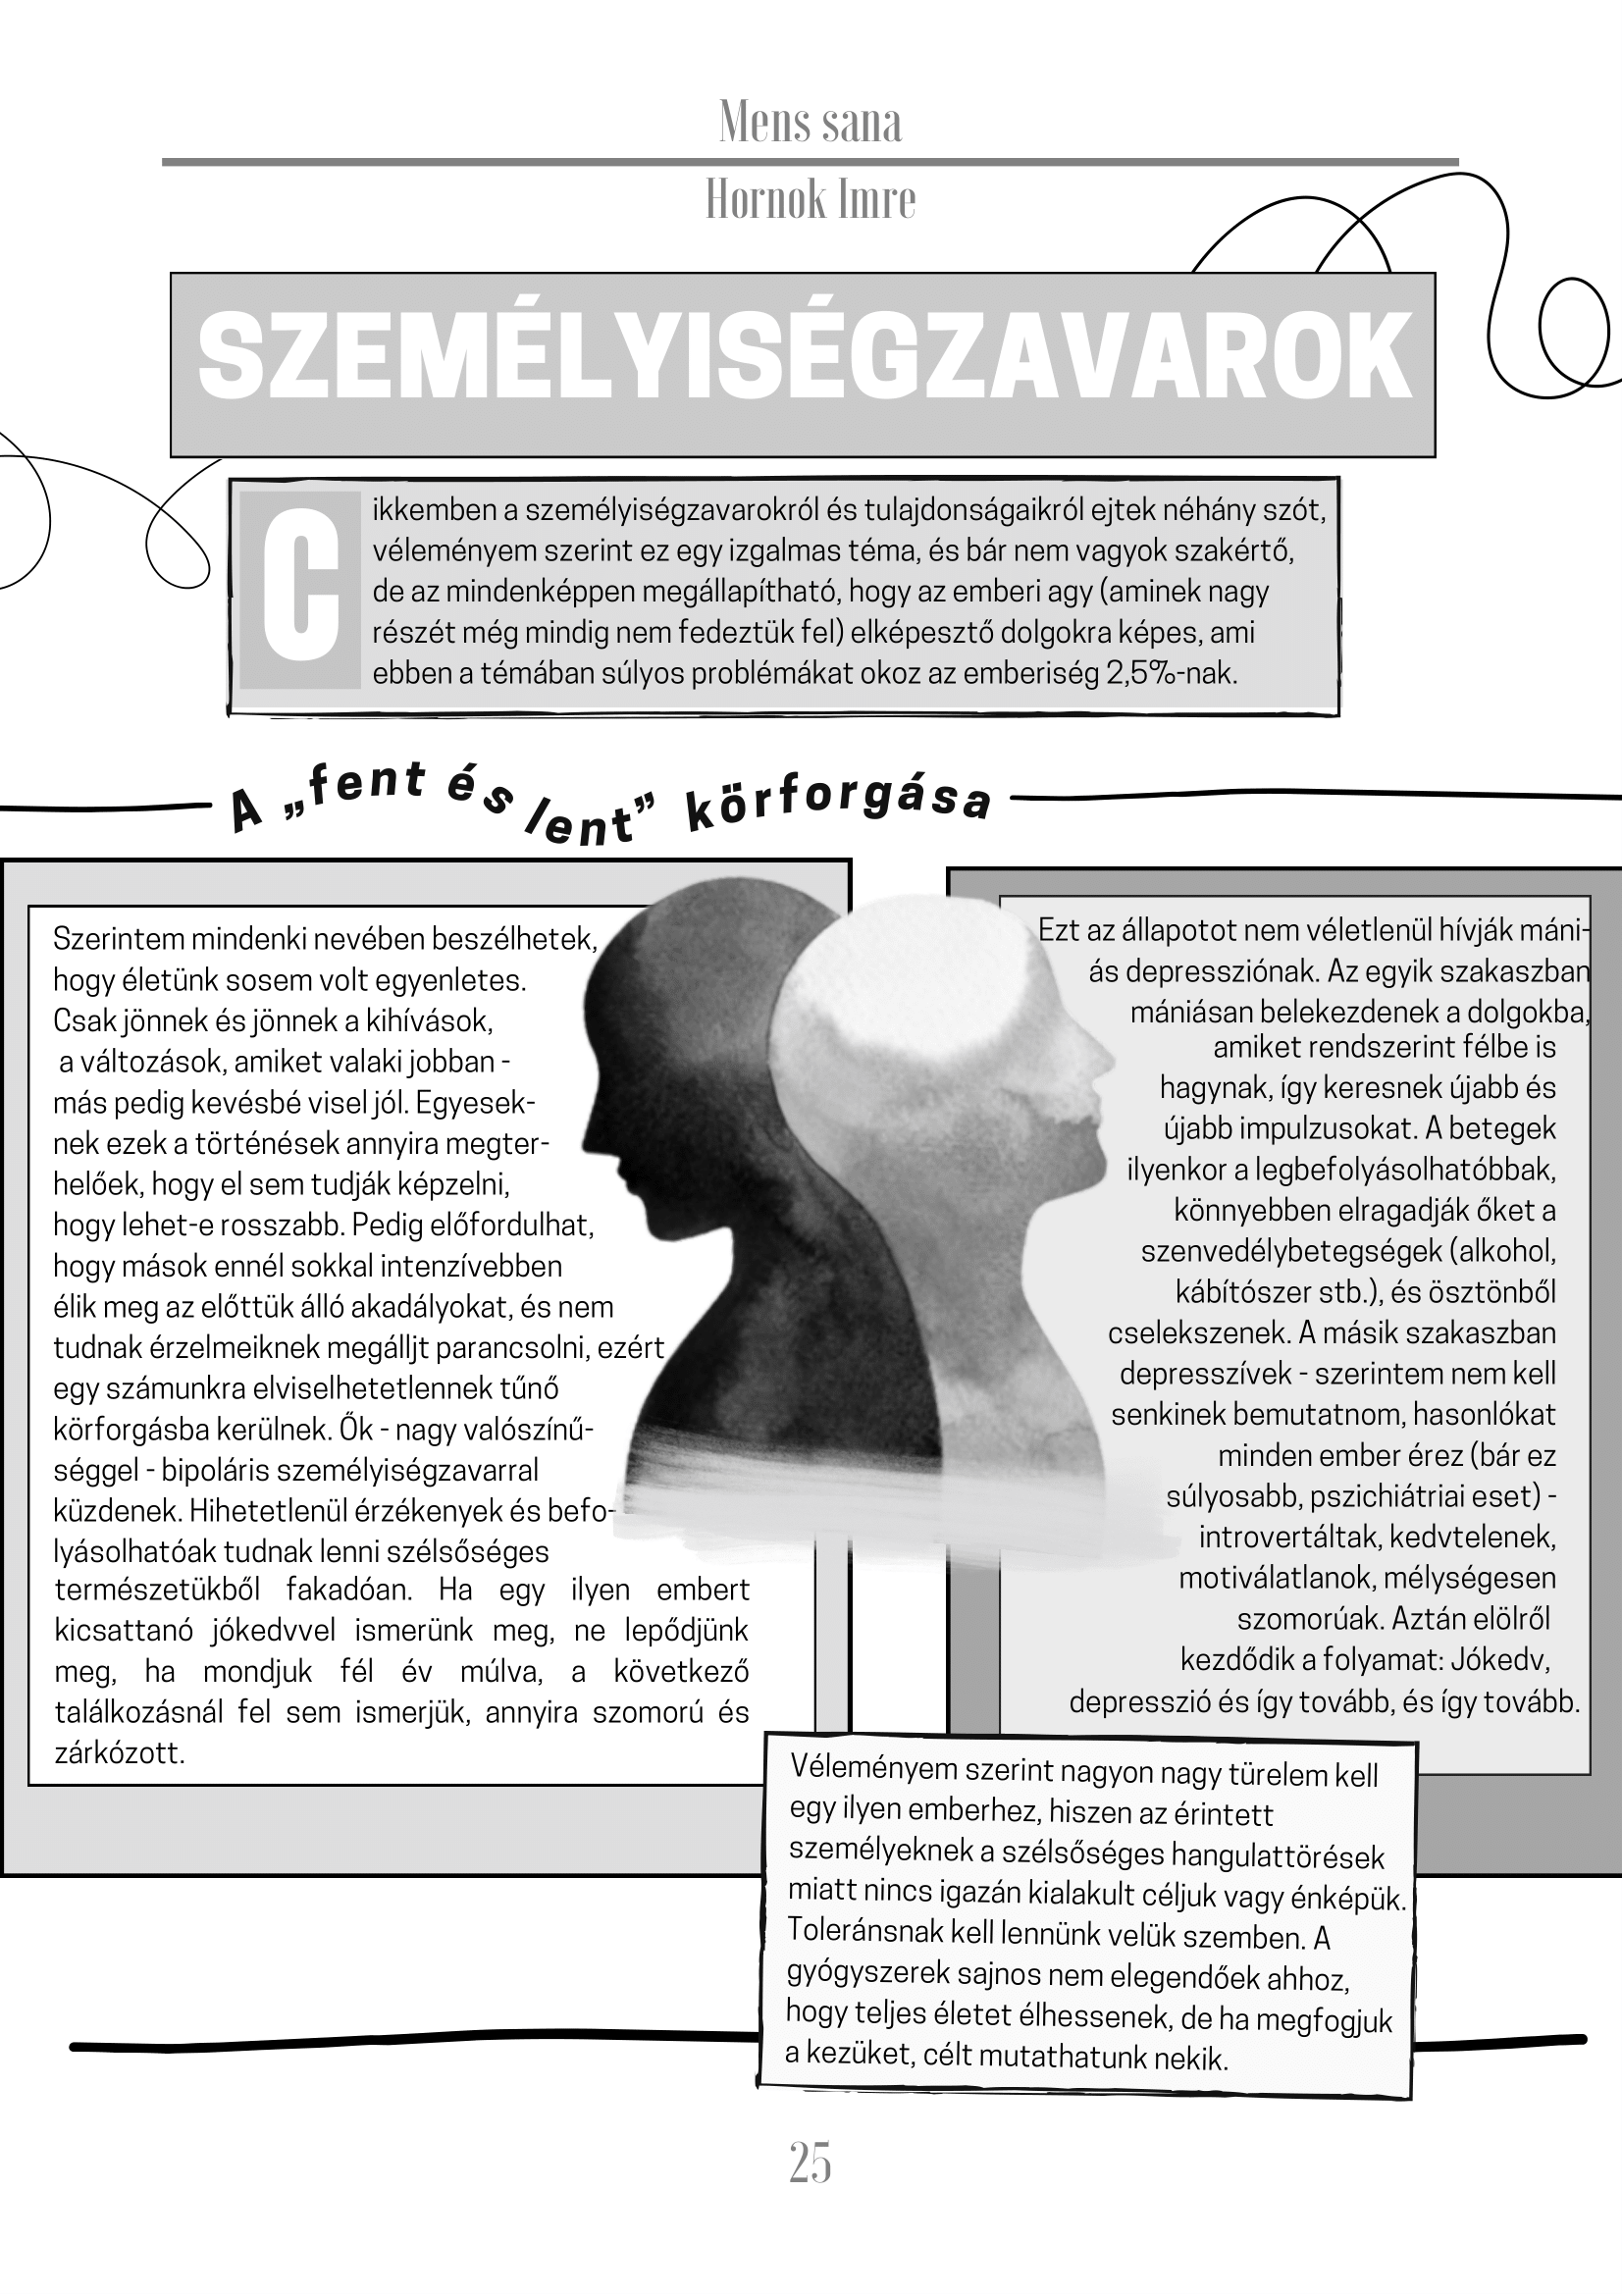 Mens sana
Hornok Imre
SZEMÉLYISÉGZAVAROK
Cikkemben a személyiségzavarokról és tulajdonságaikról ejtek néhány szót,
véleményem szerint ez egy izgalmas téma, és bár nem vagyok szakértő,
de az mindenképpen megállapítható, hogy az emberi agy (aminek nagy
részét még mindig nem fedeztük fel) elképesztő dolgokra képes, ami
ebben a témában súlyos problémákat okoz az emberiség 2,5%-nak.
A „fent és lent” körforgása
Szerintem mindenki nevében beszélhetek,
hogy életünk sosem volt egyenletes.
Csak jönnek és jönnek a kihívások,
a változások, amiket valaki jobban -
más pedig kevésbé visel jól. Egyesek-
nek ezek a történések annyira megter-
helőek, hogy el sem tudják képzelni,
hogy lehet-e rosszabb. Pedig előfordulhat,
hogy mások ennél sokkal intenzívebben
élik meg az előttük álló akadályokat, és nem
tudnak érzelmeiknek megálljt parancsolni, ezért
egy számunkra elviselhetetlennek tűnő
körforgásba kerülnek. Ők - nagy valószínű-
séggel - bipoláris személyiségzavarral
küzdenek. Hihetetlenül érzékenyek és befo-
lyásolhatóak tudnak lenni szélsőséges
természetükből fakadóan. Ha egy ilyen embert
kicsattanó jókedvvel ismerünk meg, ne lepődjünk
meg, ha mondjuk fél év múlva, a következő
találkozásnál fel sem ismerjük, annyira szomorú és
zárkózott.
Ezt az állapotot nem véletlenül hívják máni-
ás depressziónak. Az egyik szakaszban
mániásan belekezdenek a dolgokba,
amiket rendszerint félbe is
hagynak, így keresnek újabb és
újabb impulzusokat. A betegek
ilyenkor a legbefolyásolhatóbbak,
könnyebben elragadják őket a
szenvedélybetegségek (alkohol,
kábítószer stb.), és ösztönből
cselekszenek. A másik szakaszban
depresszívek - szerintem nem kell
senkinek bemutatnom, hasonlókat
minden ember érez (bár ez
súlyosabb, pszichiátriai eset) -
introvertáltak, kedvtelenek,
motiválatlanok, mélységesen
szomorúak. Aztán elölről
kezdődik a folyamat: Jókedv,
depresszió és így tovább, és így tovább.
Véleményem szerint nagyon nagy türelem kell
egy ilyen emberhez, hiszen az érintett
személyeknek a szélsőséges hangulattörések
miatt nincs igazán kialakult céljuk vagy énképük.
Toleránsnak kell lennünk velük szemben. A
gyógyszerek sajnos nem elegendőek ahhoz,
hogy teljes életet élhessenek, de ha megfogjuk
a kezüket, célt mutathatunk nekik.
25